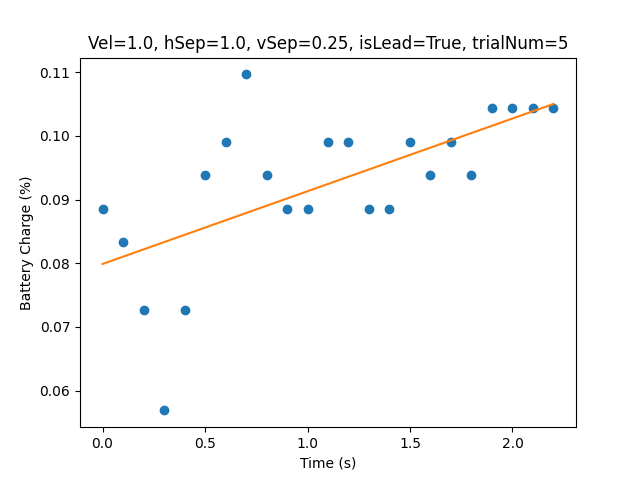 Vel=1.0, hSep=1.0, vSep=0.25, isLead=True, trialNum=5
0.11
0.10
0.09
0.08
0.07
0.06
Battery Charge (%)
0.0 0.5 1.0 1.5 2.0
Time (s)